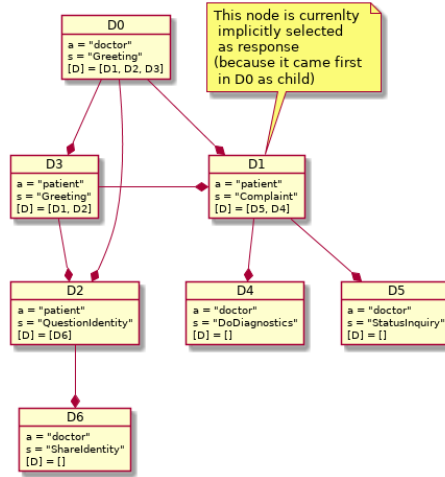 D0
a = "doctor"
s = "Greeting"
[D] = [D1, D2, D3]
This node is currenlty
implicitly selected
as response
(because it came first
in D0 as child)
D3
a = "patient"
s = "Greeting"
[D] = [D1, D2]
D1
a = "patient"
s = "Complaint"
[D] = [D5, D4]
D2
a = "patient"
s = "QuestionIdentity"
[D] = [D6]
D4
a = "doctor"
s = "DoDiagnostics"
[D] = []
D5
a = "doctor"
s = "StatusInquiry"
[D] = []
D6
a = "doctor"
s = "ShareIdentity"
[D] = []